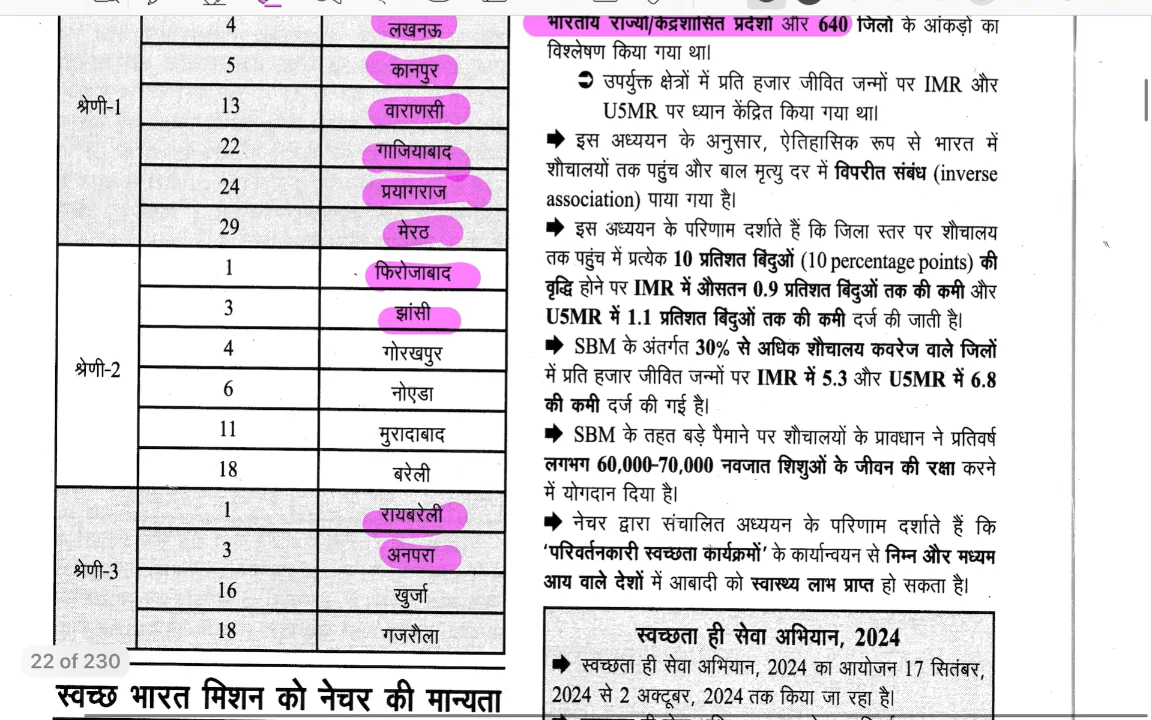 4 लखनऊ
5 कानपुर
श्रेणी-1 13 वाराणसी
22 गाजियाबाद
24 प्रयागराज
29 मेरठ
1 फिरोजाबाद
3 झांसी
4 गोरखपुर
श्रेणी-2
6 नोएडा
11 मुरादाबाद
18 बरेली
1 रायबरेली
3 अनपरा
श्रेणी-3
16 खुर्जा
18 गजरौला
22 of 230
स्वच्छ भारत मिशन को नेचर की मान्यता
भारतीय राज्यों/केंद्रशासित प्रदेशों और 640 जिलों के आंकड़ों का
विश्लेषण किया गया था।
➲ उपर्युक्त क्षेत्रों में प्रति हजार जीवित जन्मों पर IMR और
U5MR पर ध्यान केंद्रित किया गया था।
➡ इस अध्ययन के अनुसार, ऐतिहासिक रूप से भारत में
शौचालयों तक पहुंच और बाल मृत्यु दर में विपरीत संबंध (inverse
association) पाया गया है।
➡ इस अध्ययन के परिणाम दर्शाते हैं कि जिला स्तर पर शौचालय
तक पहुंच में प्रत्येक 10 प्रतिशत बिंदुओं (10 percentage points) की
वृद्धि होने पर IMR में औसतन 0.9 प्रतिशत बिंदुओं तक की कमी और
U5MR में 1.1 प्रतिशत बिंदुओं तक की कमी दर्ज की जाती है।
➡ SBM के अंतर्गत 30% से अधिक शौचालय कवरेज वाले जिलों
में प्रति हजार जीवित जन्मों पर IMR में 5.3 और U5MR में 6.8
की कमी दर्ज की गई है।
➡ SBM के तहत बड़े पैमाने पर शौचालयों के प्रावधान ने प्रतिवर्ष
लगभग 60,000-70,000 नवजात शिशुओं के जीवन की रक्षा करने
में योगदान दिया है।
➡ नेचर द्वारा संचालित अध्ययन के परिणाम दर्शाते हैं कि
'परिवर्तनकारी स्वच्छता कार्यक्रमों' के कार्यान्वयन से निम्न और मध्यम
आय वाले देशों में आबादी को स्वास्थ्य लाभ प्राप्त हो सकता है।
स्वच्छता ही सेवा अभियान, 2024
➡ स्वच्छता ही सेवा अभियान, 2024 का आयोजन 17 सितंबर,
2024 से 2 अक्टूबर, 2024 तक किया जा रहा है।